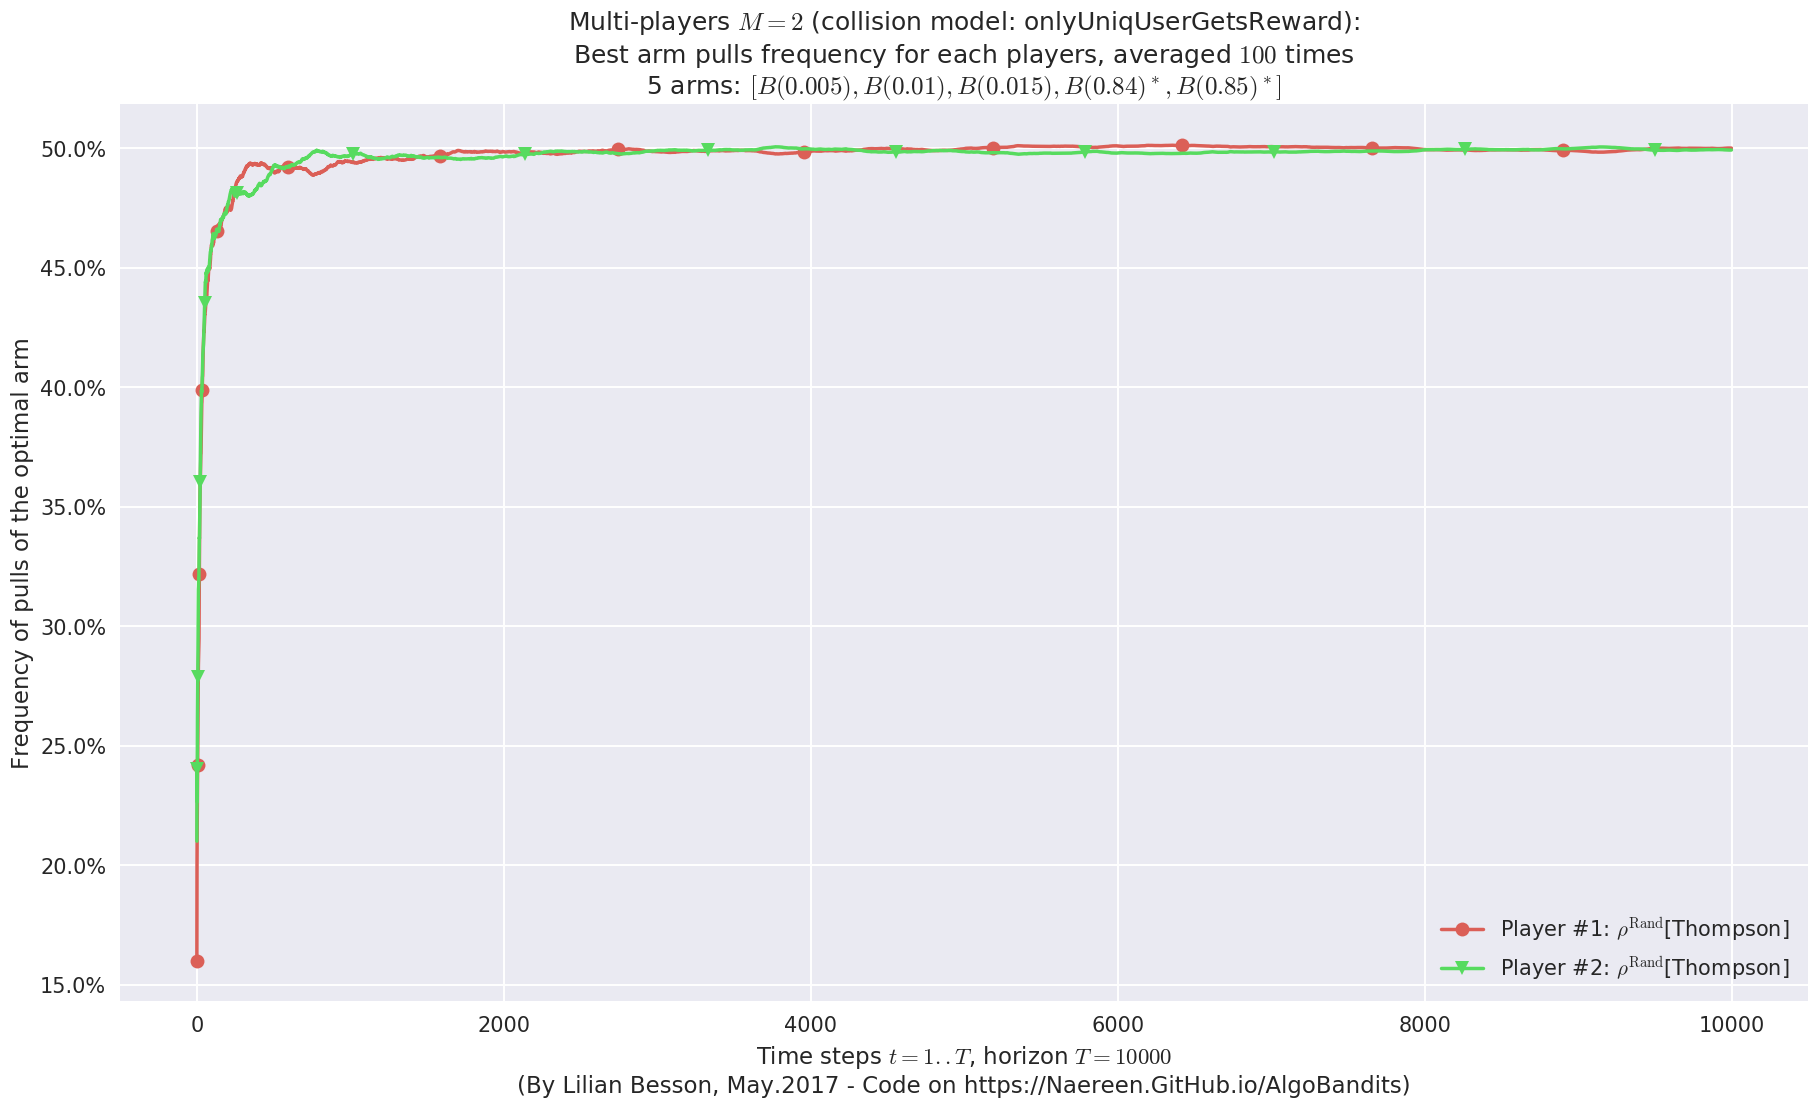 Multi-players M = 2 (collision model: onlyUniqUserGetsReward):
Best arm pulls frequency for each players, averaged 100 times
5 arms: [B(0.005), B(0.01), B(0.015), B(0.84)*, B(0.85)*]
Frequency of pulls of the optimal arm
50.0%
45.0%
40.0%
35.0%
30.0%
25.0%
20.0%
15.0%
Player #1: ρ^Rand[Thompson]
Player #2: ρ^Rand[Thompson]
0 2000 4000 6000 8000 10000
Time steps t = 1..T, horizon T = 10000
(By Lilian Besson, May.2017 - Code on https://Naereen.GitHub.io/AlgoBandits)